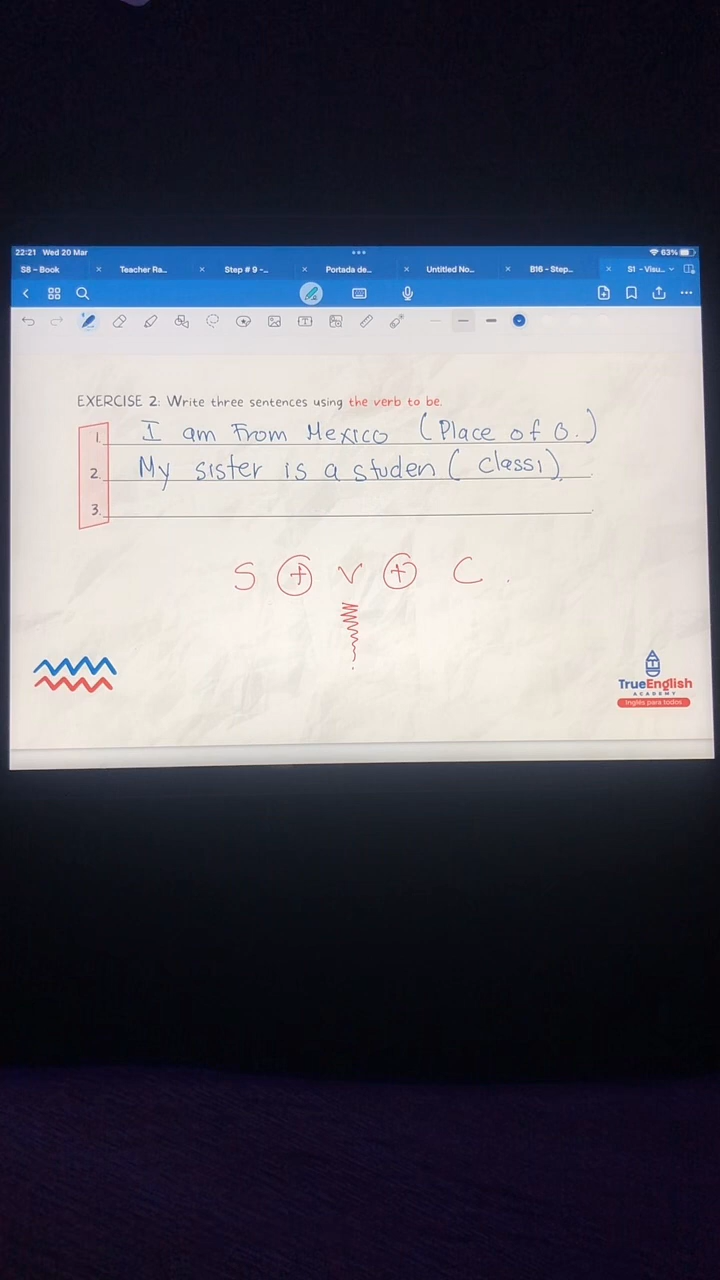 22:21 Wed 20 Mar
63%
S8 – Book
Teacher Ra...
Step # 9 -...
Portada de...
Untitled No...
B16 – Step...
S1 - Visu...
EXERCISE 2: Write three sentences using the verb to be.
1. I am From Mexico (Place of O.)
2. My sister is a studen (classi).
3.
S + V + C.
TrueEnglish
ACADEMY
Inglés para todos